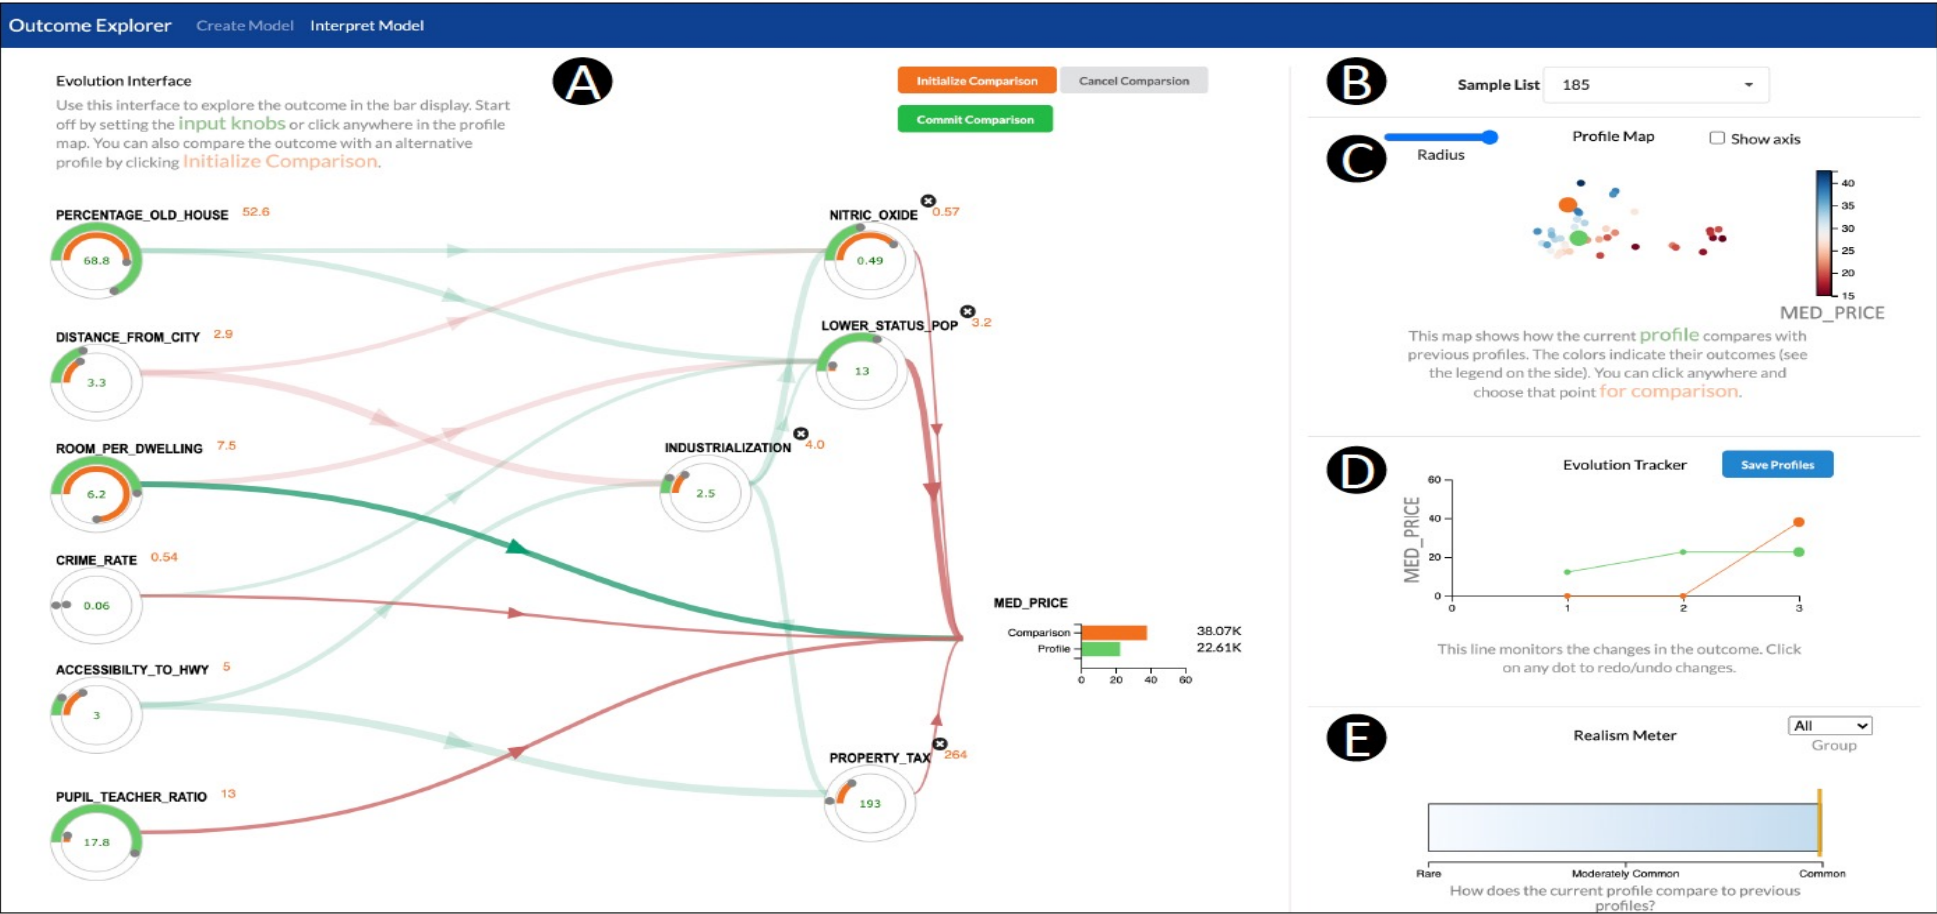 Outcome Explorer Create Model Interpret Model
Evolution Interface
Use this interface to explore the outcome in the bar display. Start
off by setting the input knobs or click anywhere in the profile
map. You can also compare the outcome with an alternative
profile by clicking Initialize Comparison.
A
Initialize Comparison Cancel Comparsion
Commit Comparison
PERCENTAGE_OLD_HOUSE 52.6
68.8
DISTANCE_FROM_CITY 2.9
3.3
ROOM_PER_DWELLING 7.5
6.2
CRIME_RATE 0.54
0.06
ACCESSIBILTY_TO_HWY 5
3
PUPIL_TEACHER_RATIO 13
17.8
NITRIC_OXIDE 0.57
0.49
LOWER_STATUS_POP 3.2
13
INDUSTRIALIZATION 4.0
2.5
PROPERTY_TAX 264
193
MED_PRICE
Comparison 38.07K
Profile 22.61K
0 20 40 60
B
Sample List 185
C
Radius
Profile Map
Show axis
40
35
30
25
20
15
MED_PRICE
This map shows how the current profile compares with
previous profiles. The colors indicate their outcomes (see
the legend on the side). You can click anywhere and
choose that point for comparison.
D
Evolution Tracker Save Profiles
MED_PRICE
60
40
20
0
0 1 2 3
This line monitors the changes in the outcome. Click
on any dot to redo/undo changes.
E
Realism Meter
All
Group
Rare Moderately Common Common
How does the current profile compare to previous
profiles?